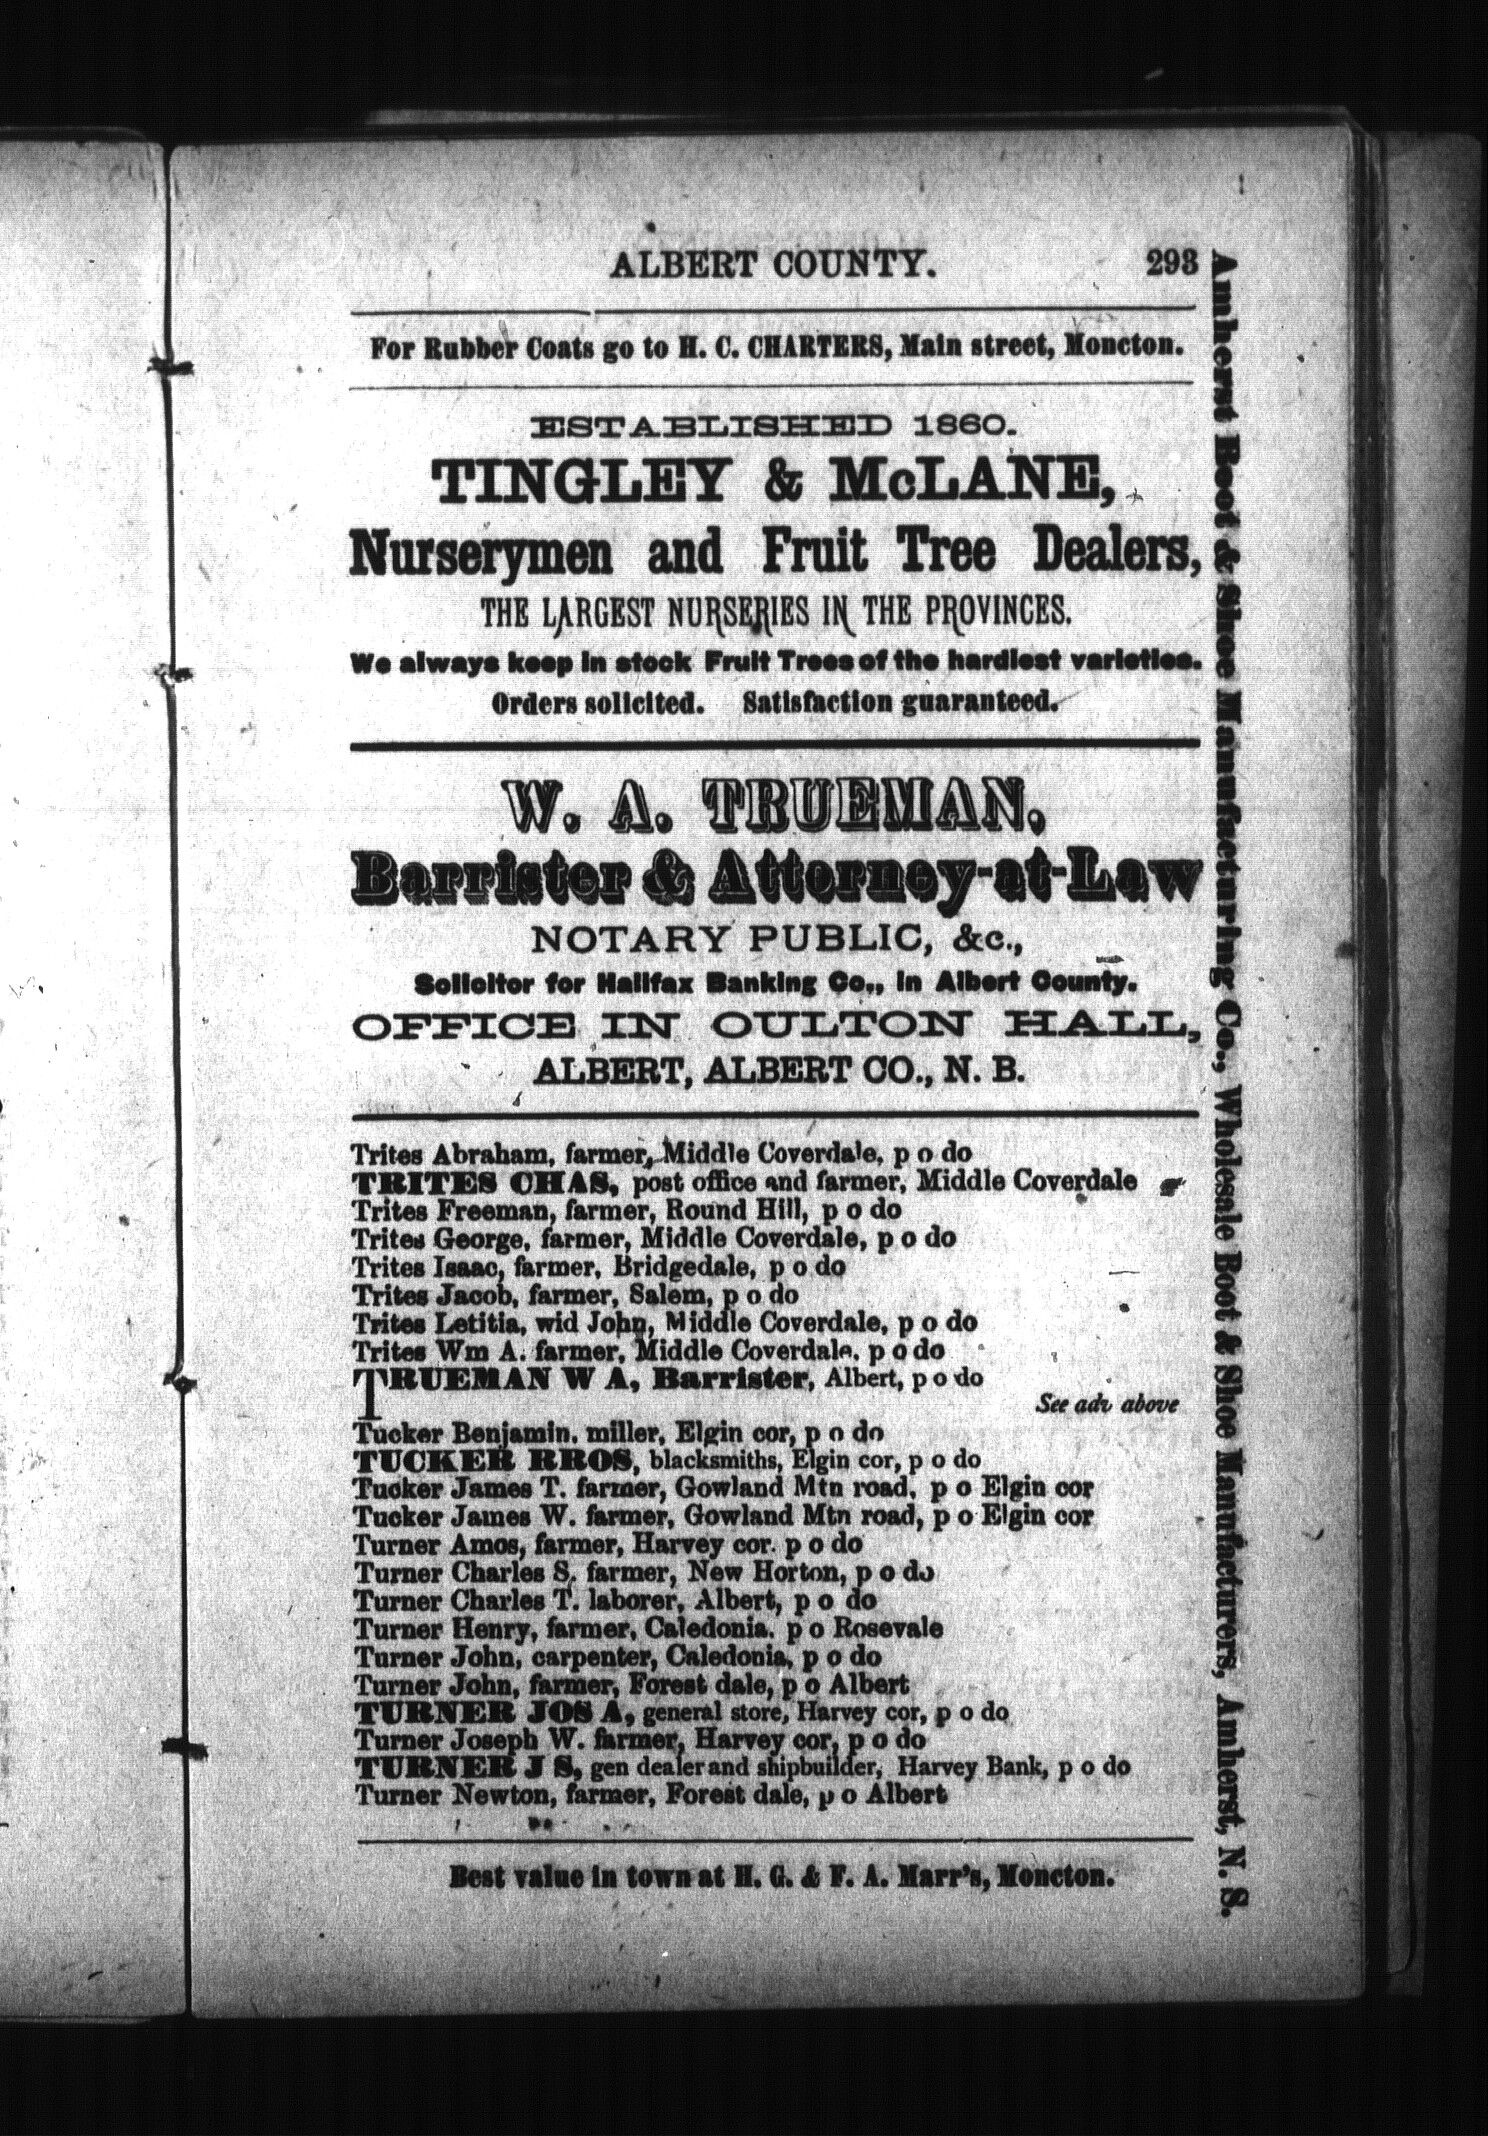 ALBERT COUNTY. 293
For Rubber Coats go to H. C. CHARTERS, Main street, Moncton.
ESTABLISHED 1860.
TINGLEY & McLANE,
Nurserymen and Fruit Tree Dealers,
THE LARGEST NURSERIES IN THE PROVINCES.
We always keep in stock Fruit Trees of the hardiest varieties.
Orders solicited. Satisfaction guaranteed.
W. A. TRUEMAN,
Barrister & Attorney-at-Law
NOTARY PUBLIC, &c.,
Solicitor for Halifax Banking Co., in Albert County.
OFFICE IN OULTON HALL,
ALBERT, ALBERT CO., N. B.
Trites Abraham, farmer, Middle Coverdale, p o do
TRITES CHAS, post office and farmer, Middle Coverdale
Trites Freeman, farmer, Round Hill, p o do
Trites George, farmer, Middle Coverdale, p o do
Trites Isaac, farmer, Bridgedale, p o do
Trites Jacob, farmer, Salem, p o do
Trites Letitia, wid John, Middle Coverdale, p o do
Trites Wm A. farmer, Middle Coverdale, p o do
TRUEMAN W A, Barrister, Albert, p o do
See adv above
Tucker Benjamin. miller, Elgin cor, p o do
TUCKER BROS, blacksmiths, Elgin cor, p o do
Tucker James T. farmer, Gowland Mtn road, p o Elgin cor
Tucker James W. farmer, Gowland Mtn road, p o Elgin cor
Turner Amos, farmer, Harvey cor. p o do
Turner Charles S. farmer, New Horton, p o do
Turner Charles T. laborer, Albert, p o do
Turner Henry, farmer, Caledonia. p o Rosevale
Turner John, carpenter, Caledonia, p o do
Turner John, farmer, Forest dale, p o Albert
TURNER JOS A, general store, Harvey cor, p o do
Turner Joseph W. farmer, Harvey cor, p o do
TURNER J S, gen dealer and shipbuilder, Harvey Bank, p o do
Turner Newton, farmer, Forest dale, p o Albert
Best value in town at H. G. & F. A. Marr's, Moncton.
Amherst Boot & Shoe Manufacturing Co., Wholesale Boot & Shoe Manufacturers, Amherst, N. S.